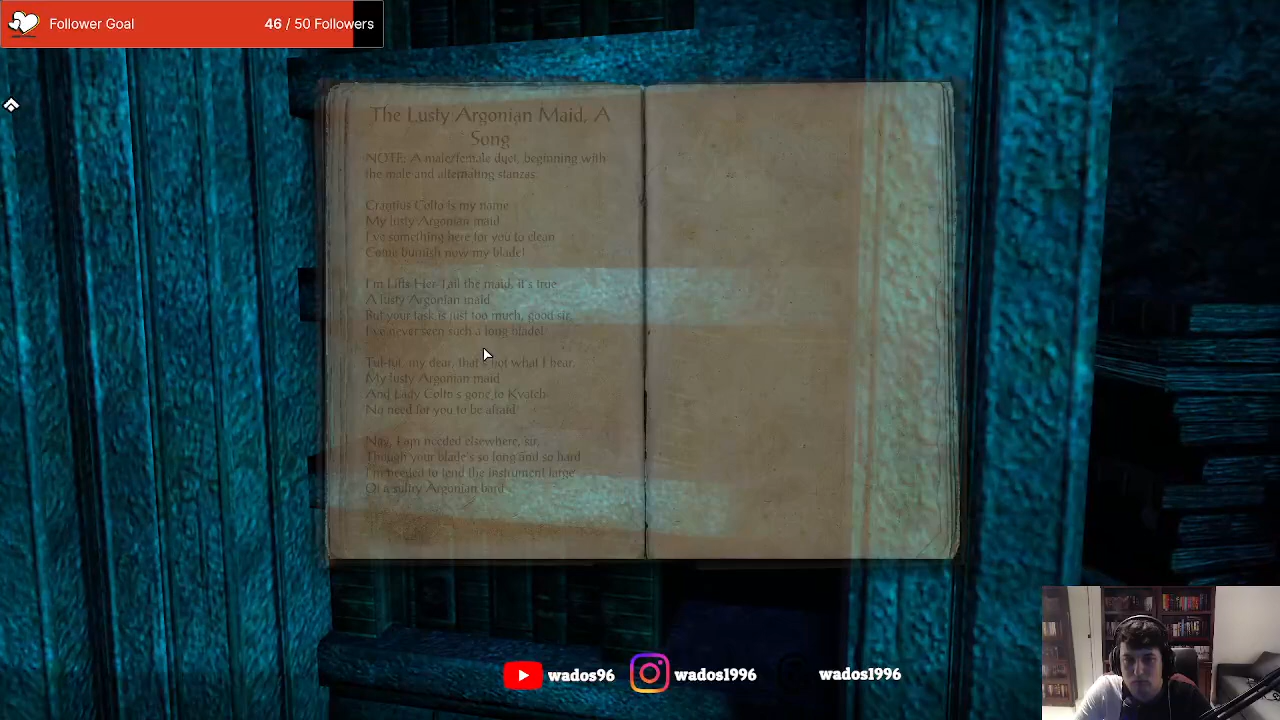 Follower Goal
46 / 50 Followers
The Lusty Argonian Maid, A
Song
NOTE: A male/female duet, beginning with
the male and alternating stanzas.
Crantius Colto is my name
My lusty Argonian maid
I've something here for you to clean
Come burnish now my blade!
I'm Lifts-Her-Tail the maid, it's true
A lusty Argonian maid
But your task is just too much, good sir,
I've never seen such a long blade!
Tut-tut, my dear, that's not what I hear,
My lusty Argonian maid
And Lady Colto's gone to Kvatch
No need for you to be afraid!
Nay, I am needed elsewhere, sir,
Though your blade's so long and so hard
I'm needed to tend the instrument large
Of a sultry Argonian bard
wados96
wados1996
wados1996